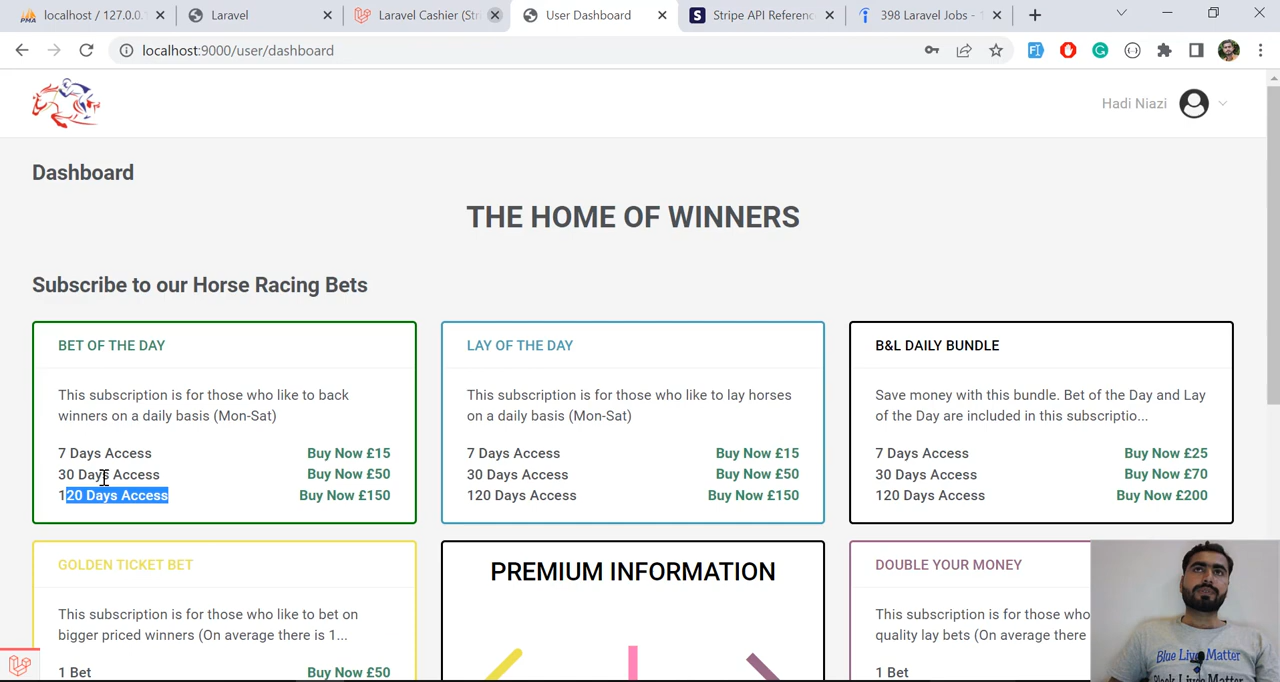 localhost / 127.0.0.1
Laravel
Laravel Cashier (Stri
User Dashboard
Stripe API Referenc
398 Laravel Jobs - 1
localhost:9000/user/dashboard
Hadi Niazi
Dashboard
THE HOME OF WINNERS
Subscribe to our Horse Racing Bets
BET OF THE DAY
This subscription is for those who like to back
winners on a daily basis (Mon-Sat)
7 Days Access Buy Now £15
30 Days Access Buy Now £50
120 Days Access Buy Now £150
LAY OF THE DAY
This subscription is for those who like to lay horses
on a daily basis (Mon-Sat)
7 Days Access Buy Now £15
30 Days Access Buy Now £50
120 Days Access Buy Now £150
B&L DAILY BUNDLE
Save money with this bundle. Bet of the Day and Lay
of the Day are included in this subscriptio...
7 Days Access Buy Now £25
30 Days Access Buy Now £70
120 Days Access Buy Now £200
GOLDEN TICKET BET
This subscription is for those who like to bet on
bigger priced winners (On average there is 1...
1 Bet Buy Now £50
PREMIUM INFORMATION
DOUBLE YOUR MONEY
This subscription is for those who
quality lay bets (On average there
1 Bet
Blue Lives Matter
Black Lives Matter